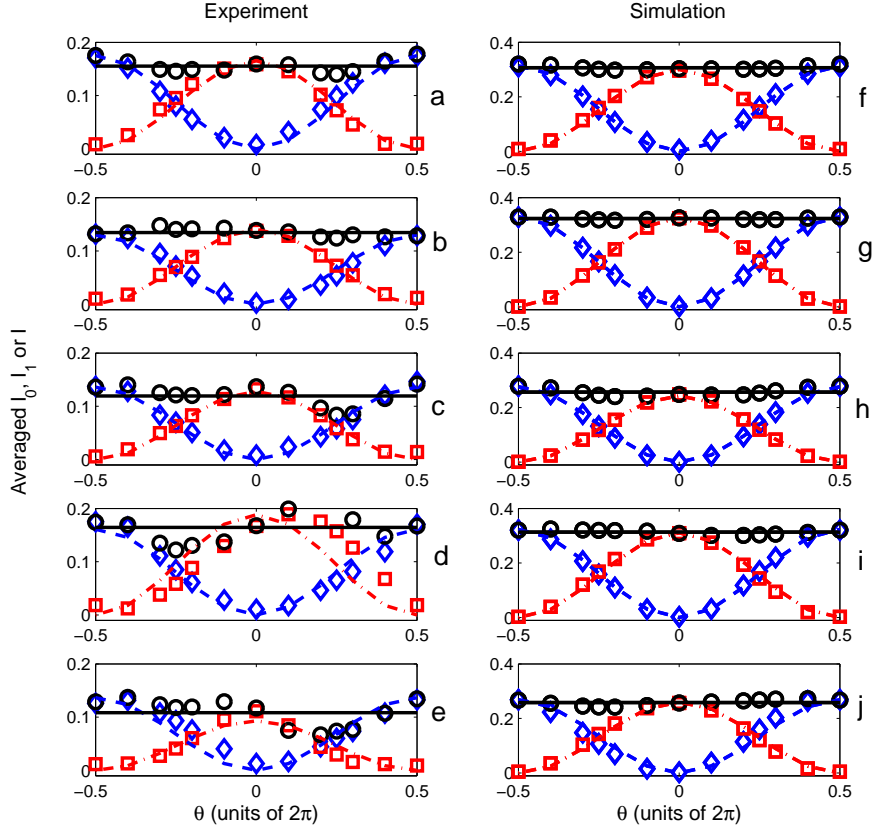 Experiment Simulation
0.2 0.1 0 −0.5 0 0.5 a
0.4 0.2 0 −0.5 0 0.5 f
0.2 0.1 0 −0.5 0 0.5 b
0.4 0.2 0 −0.5 0 0.5 g
0.2 0.1 0 −0.5 0 0.5 c
0.4 0.2 0 −0.5 0 0.5 h
0.2 0.1 0 −0.5 0 0.5 d
0.4 0.2 0 −0.5 0 0.5 i
0.2 0.1 0 −0.5 0 0.5 e
0.4 0.2 0 −0.5 0 0.5 j
Averaged I₀, I₁ or I
θ (units of 2π) θ (units of 2π)